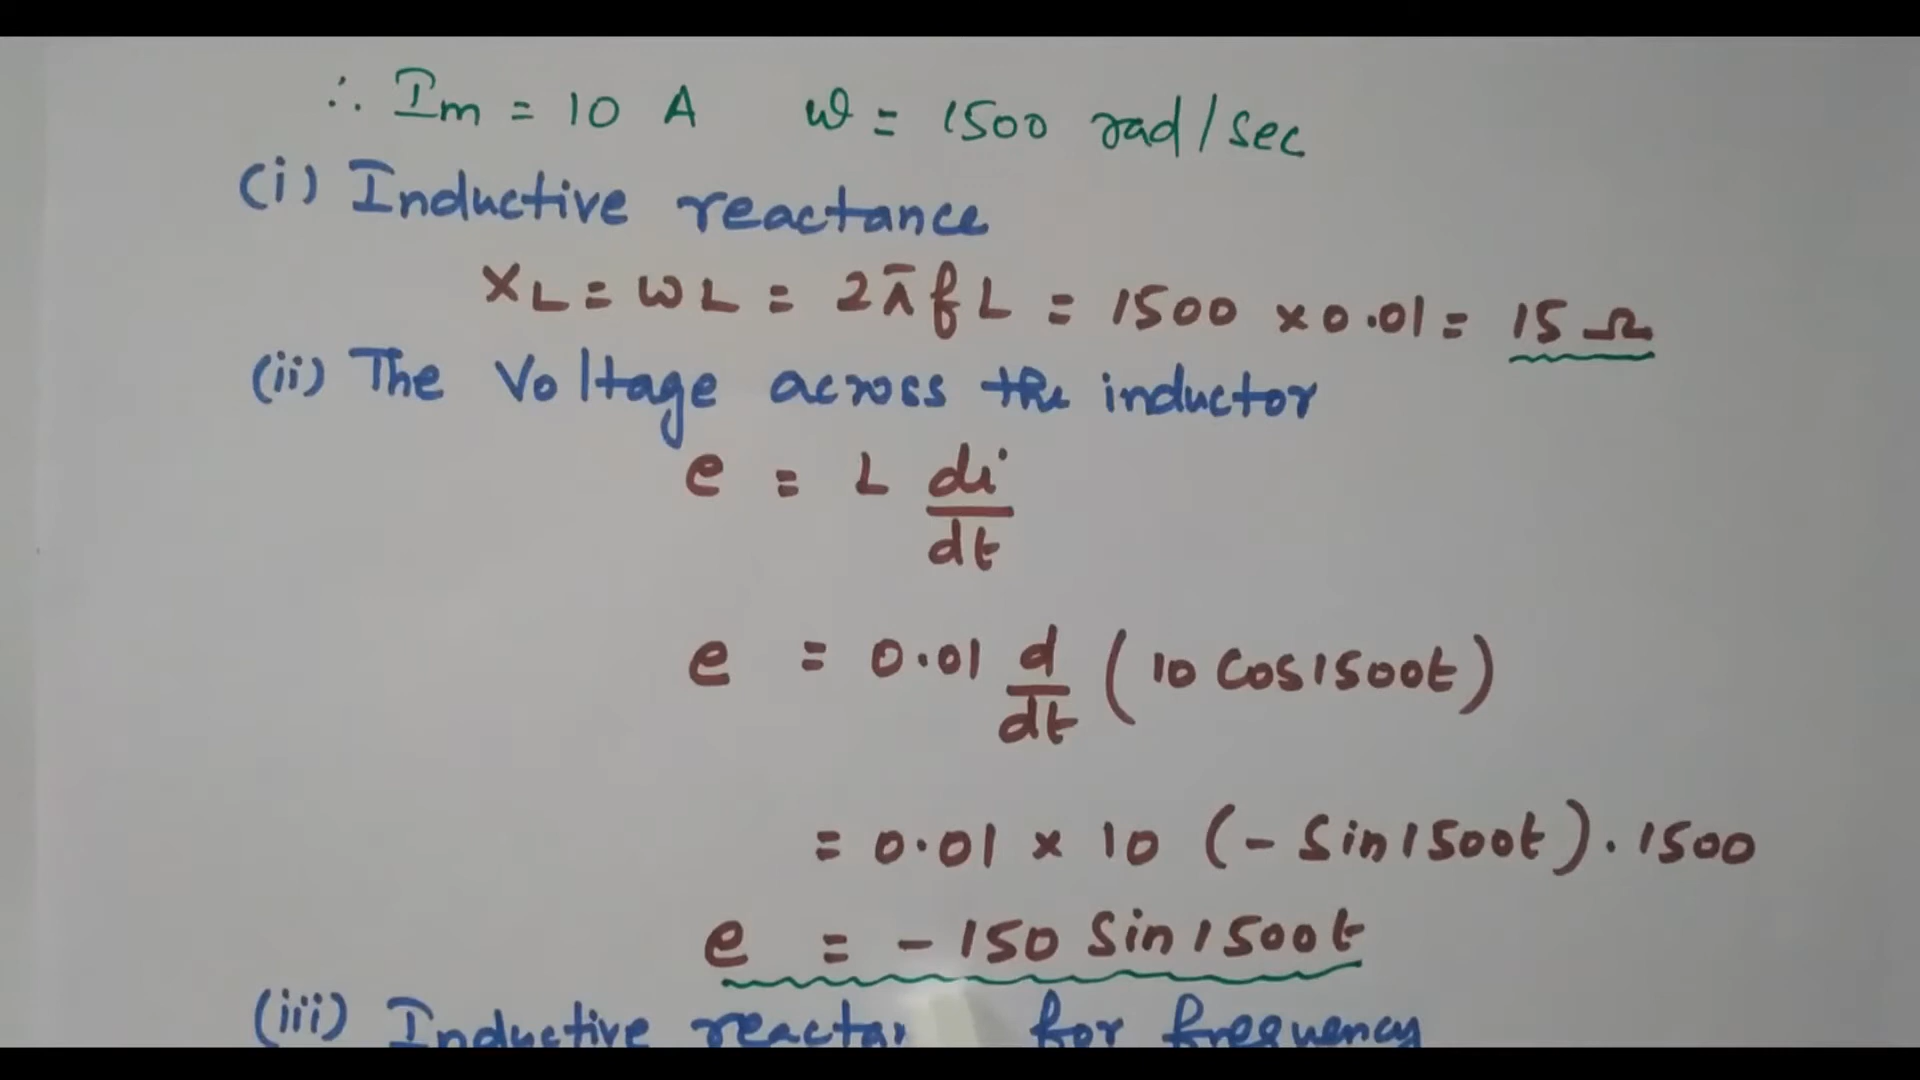 ∴ Im = 10 A ω = 1500 rad/sec
(i) Inductive reactance
XL = ωL = 2πfL = 1500 × 0.01 = 15 Ω
(ii) The Voltage across the inductor
e = L di/dt
e = 0.01 d/dt (10 Cos1500t)
= 0.01 × 10 (- Sin1500t) . 1500
e = -150 Sin1500t
(iii) Inductive for frequency